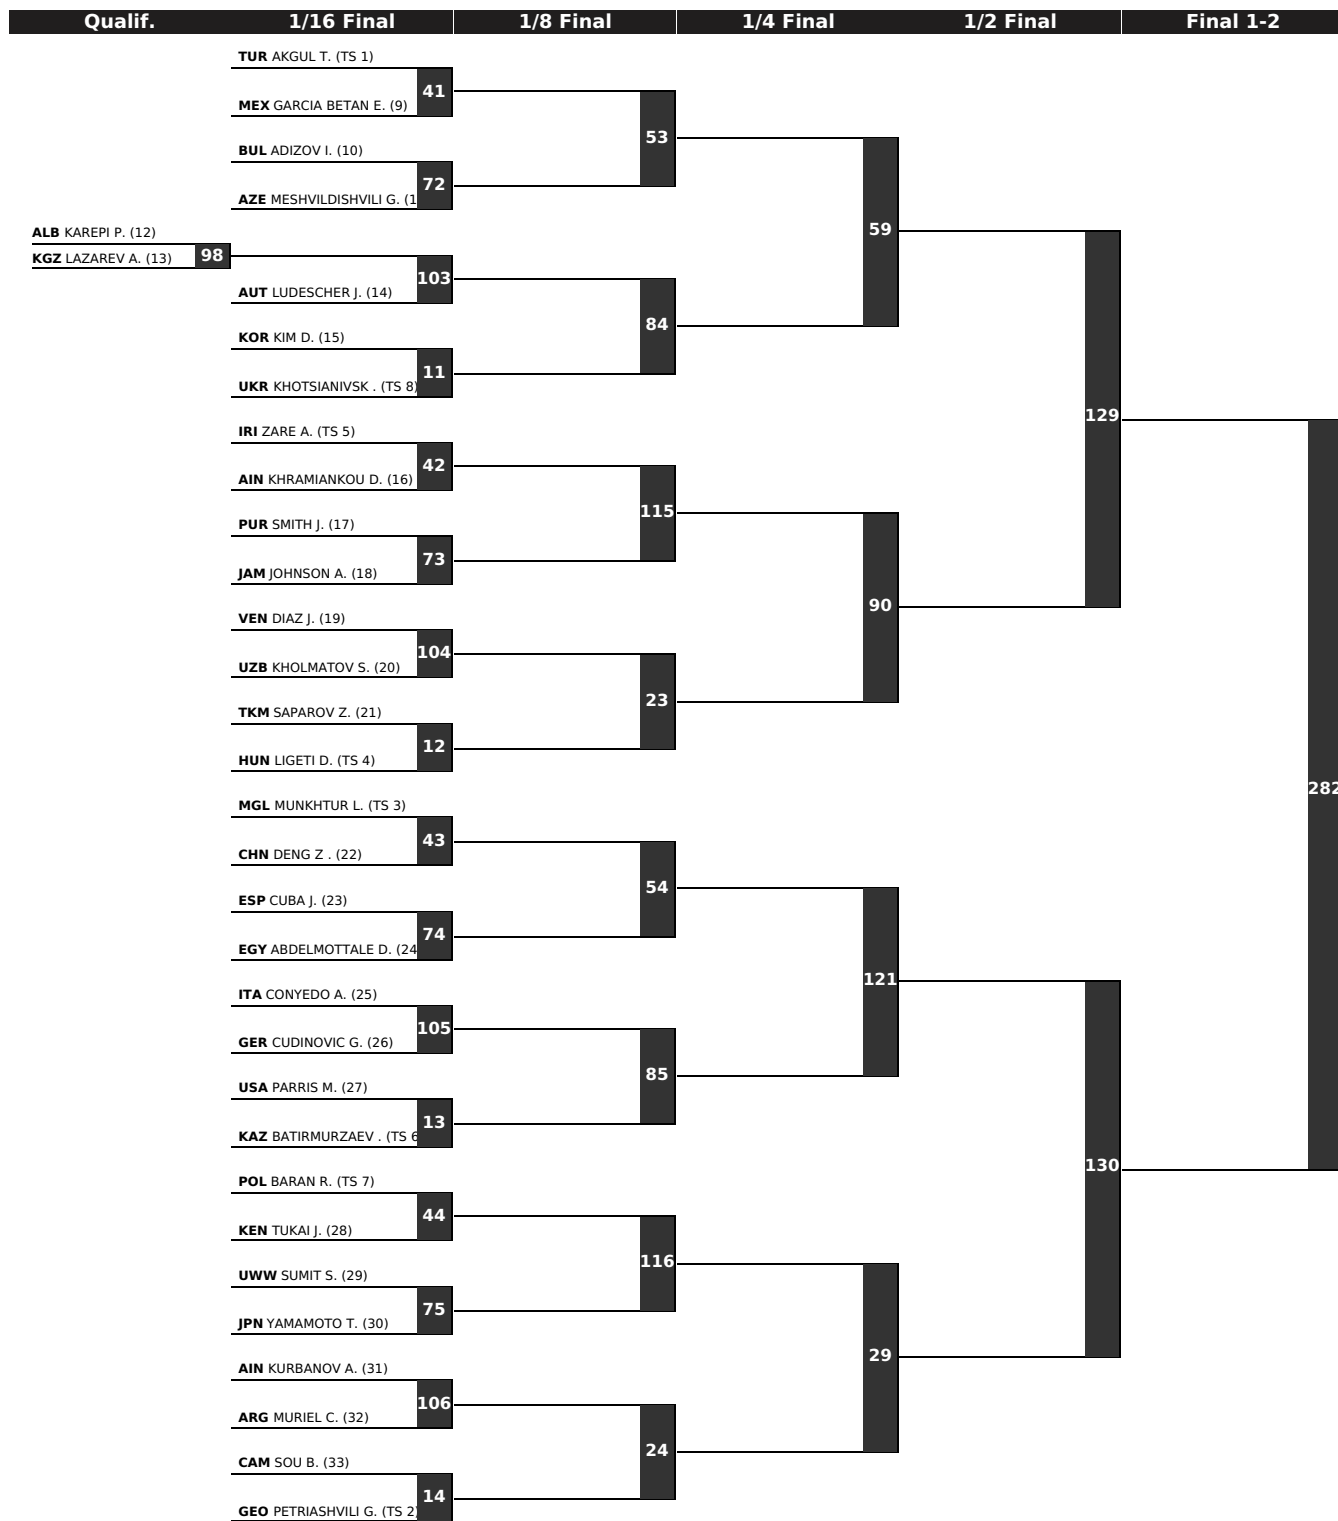 Qualif. 1/16 Final 1/8 Final 1/4 Final 1/2 Final Final 1-2
TUR AKGUL T. (TS 1)
41
MEX GARCIA BETAN E. (9)
53
BUL ADIZOV I. (10)
72
AZE MESHVILDISHVILI G. (1
59
ALB KAREPI P. (12)
98
KGZ LAZAREV A. (13)
103
AUT LUDESCHER J. (14)
84
KOR KIM D. (15)
11
UKR KHOTSIANIVSK . (TS 8)
129
IRI ZARE A. (TS 5)
42
AIN KHRAMIANKOU D. (16)
115
PUR SMITH J. (17)
73
JAM JOHNSON A. (18)
90
VEN DIAZ J. (19)
104
UZB KHOLMATOV S. (20)
23
TKM SAPAROV Z. (21)
12
HUN LIGETI D. (TS 4)
282
MGL MUNKHTUR L. (TS 3)
43
CHN DENG Z . (22)
54
ESP CUBA J. (23)
74
EGY ABDELMOTTALE D. (24
121
ITA CONYEDO A. (25)
105
GER CUDINOVIC G. (26)
85
USA PARRIS M. (27)
13
KAZ BATIRMURZAEV . (TS 6
130
POL BARAN R. (TS 7)
44
KEN TUKAI J. (28)
116
UWW SUMIT S. (29)
75
JPN YAMAMOTO T. (30)
29
AIN KURBANOV A. (31)
106
ARG MURIEL C. (32)
24
CAM SOU B. (33)
14
GEO PETRIASHVILI G. (TS 2)